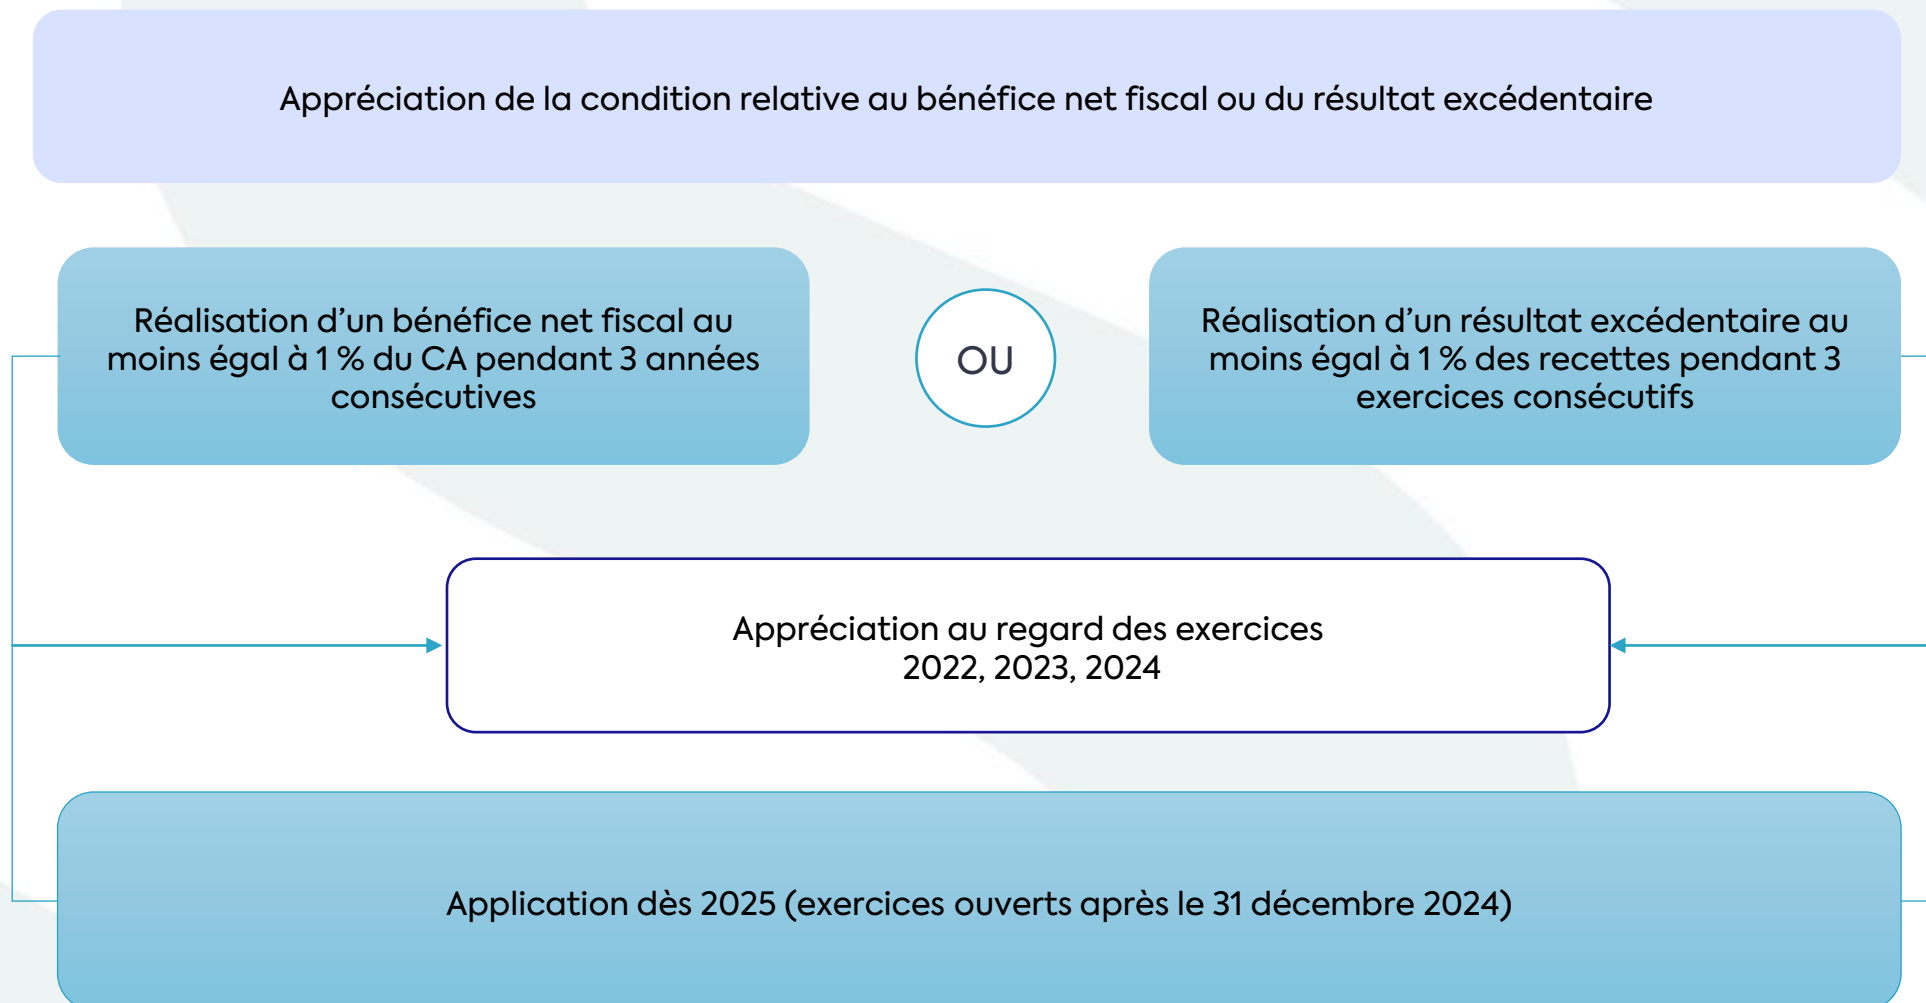 Appréciation de la condition relative au bénéfice net fiscal ou du résultat excédentaire
Réalisation d’un bénéfice net fiscal au
moins égal à 1 % du CA pendant 3 années
consécutives
OU
Réalisation d’un résultat excédentaire au
moins égal à 1 % des recettes pendant 3
exercices consécutifs
Appréciation au regard des exercices
2022, 2023, 2024
Application dès 2025 (exercices ouverts après le 31 décembre 2024)